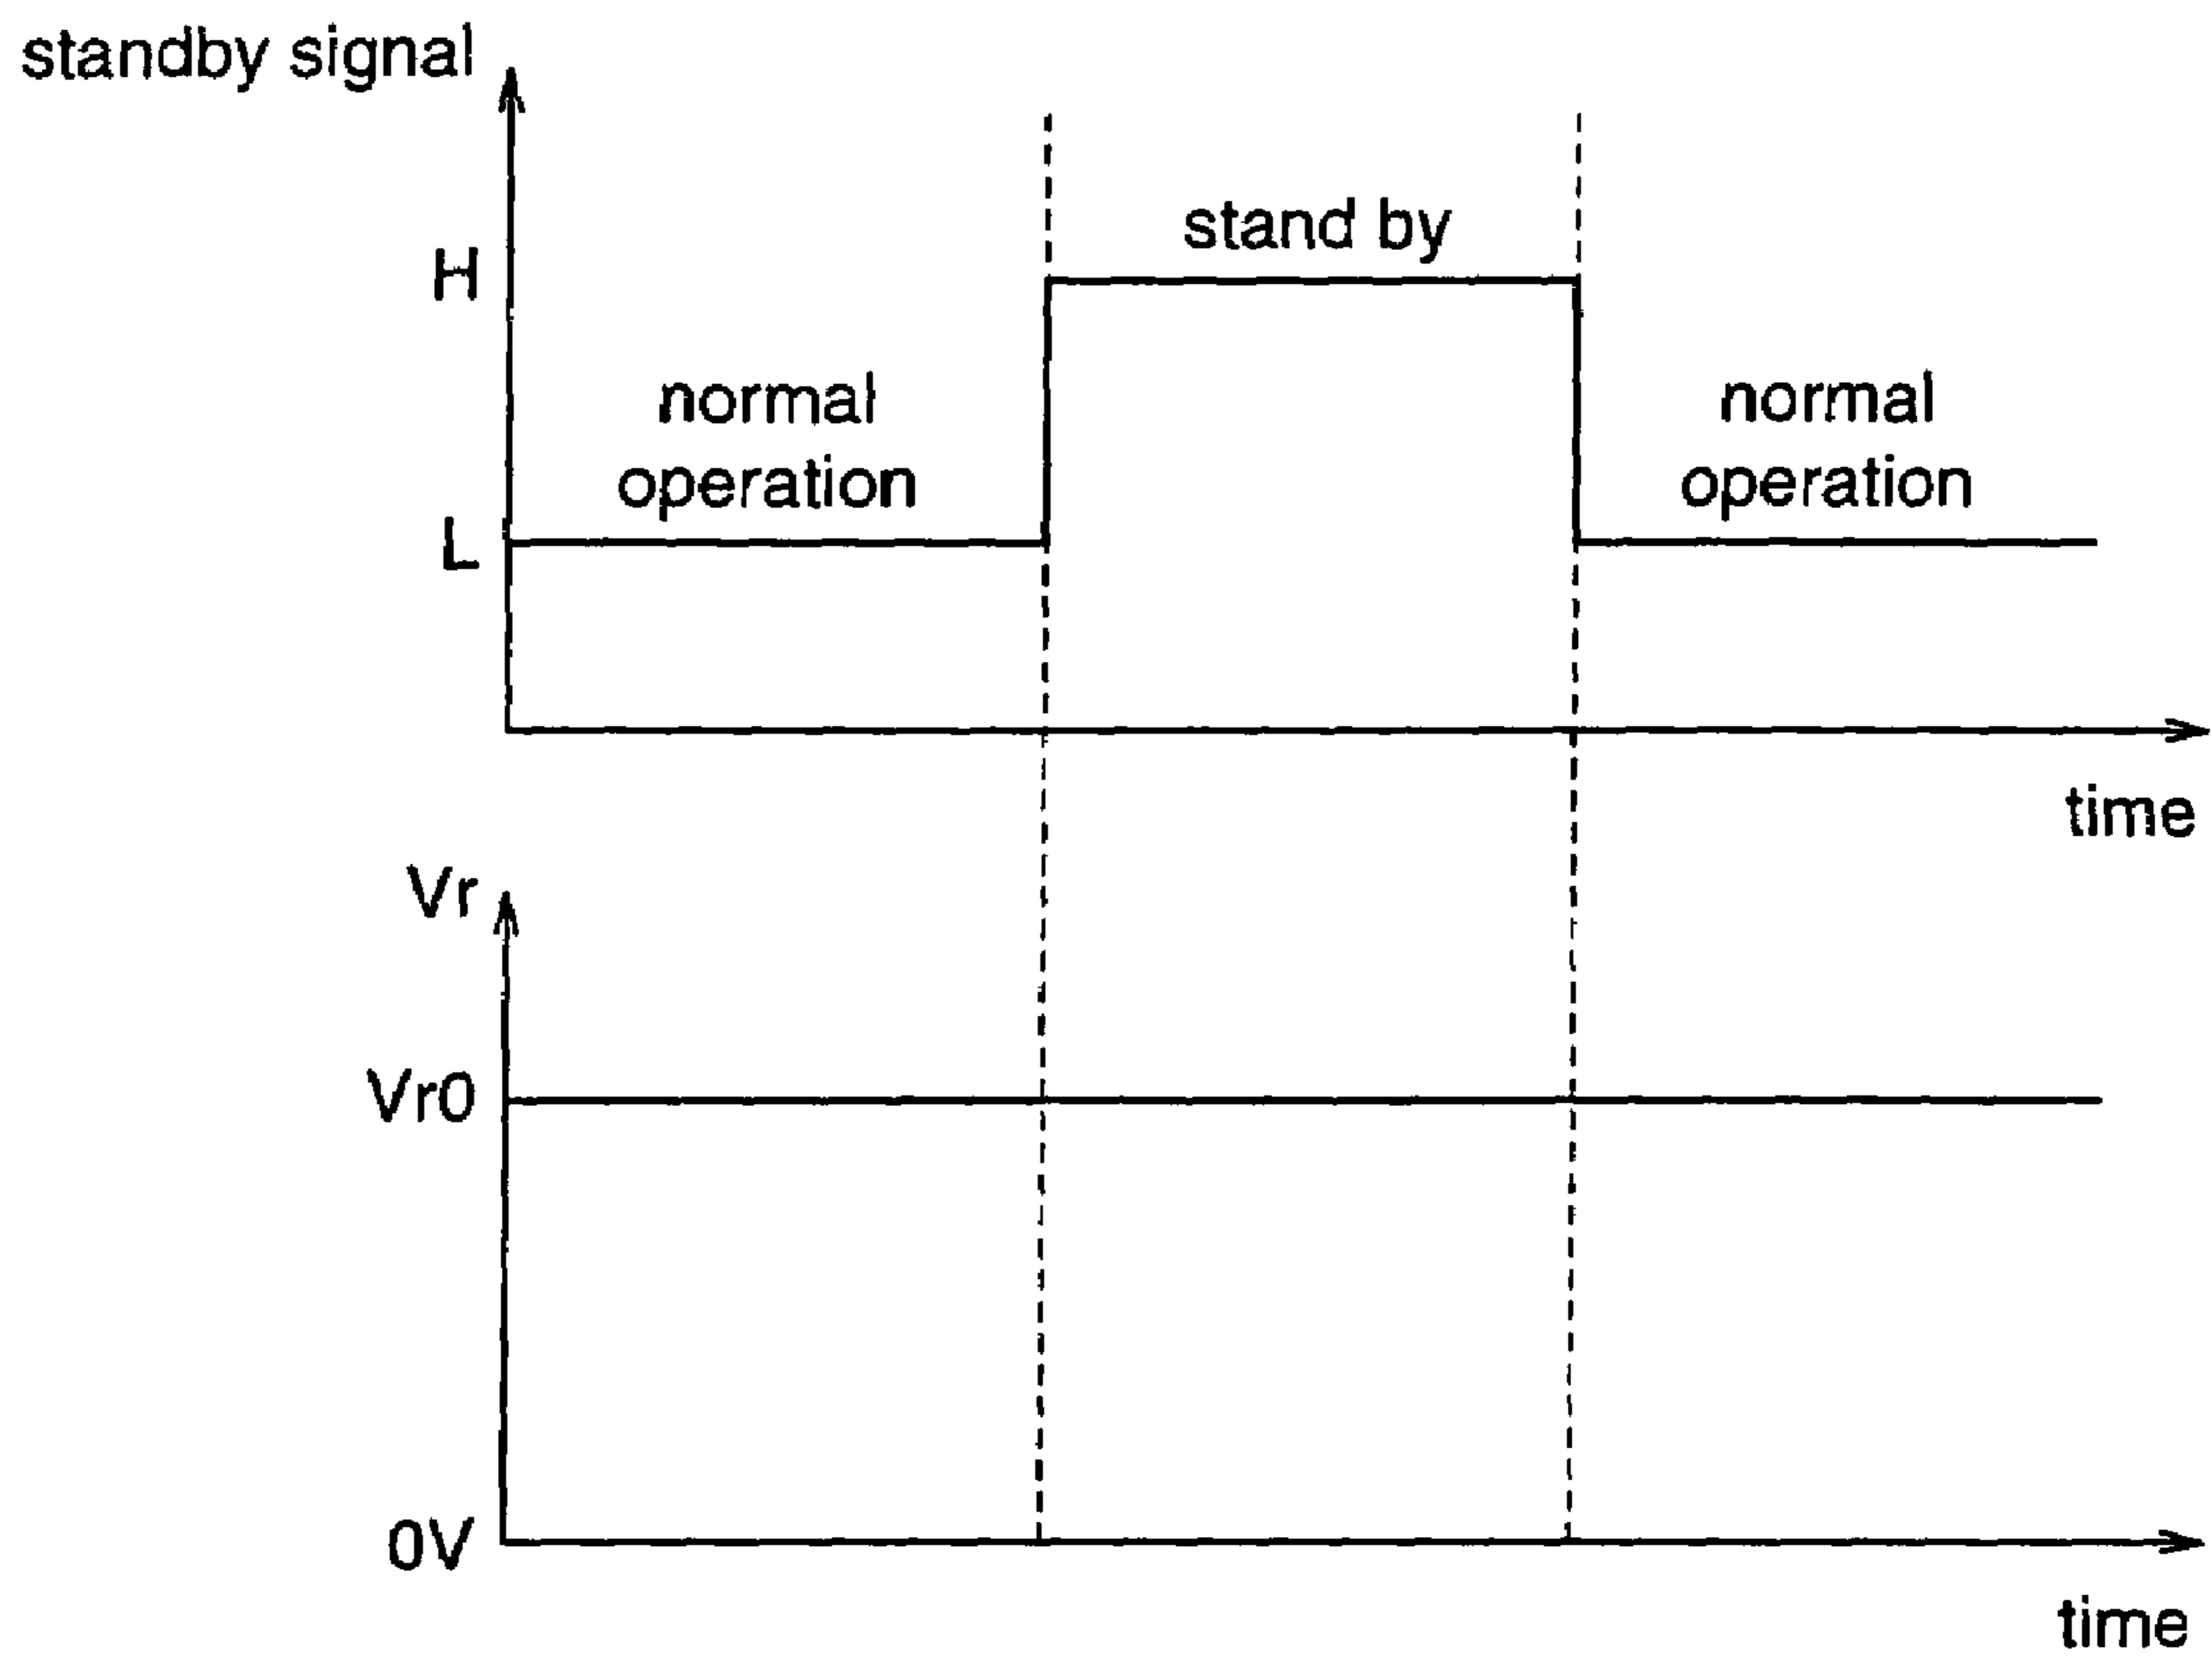 standby signal
H
stand by
normal
operation
normal
operation
L
time
Vr
Vr0
0V
time